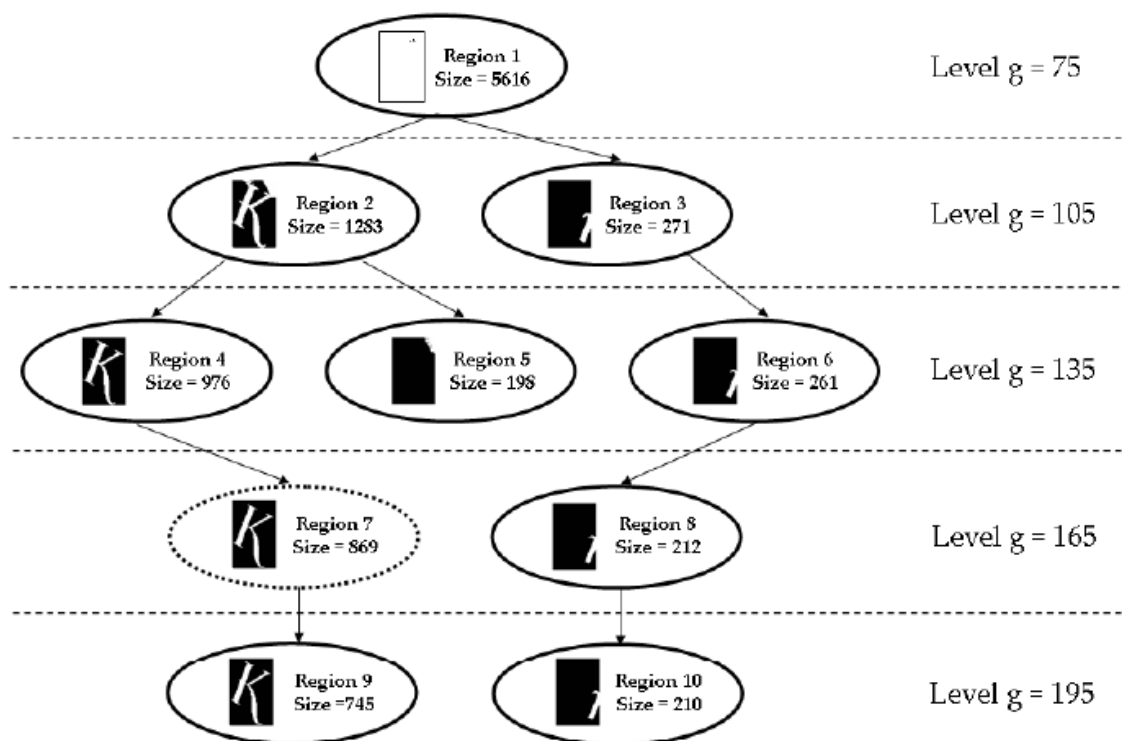 Region 1
Size = 5616
Level g = 75
Region 2
Size = 1283
Region 3
Size = 271
Level g = 105
Region 4
Size = 976
Region 5
Size = 198
Region 6
Size = 261
Level g = 135
Region 7
Size = 869
Region 8
Size = 212
Level g = 165
Region 9
Size =745
Region 10
Size = 210
Level g = 195